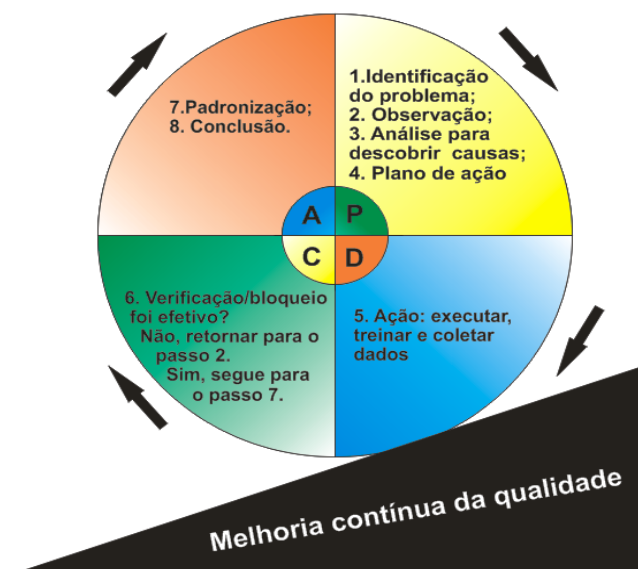 1.Identificação
do problema;
2. Observação;
3. Análise para
descobrir causas;
4. Plano de ação
7.Padronização;
8. Conclusão.
A P
C D
6. Verificação/bloqueio
foi efetivo?
Não, retornar para o
passo 2.
Sim, segue para
o passo 7.
5. Ação: executar,
treinar e coletar
dados
Melhoria contínua da qualidade